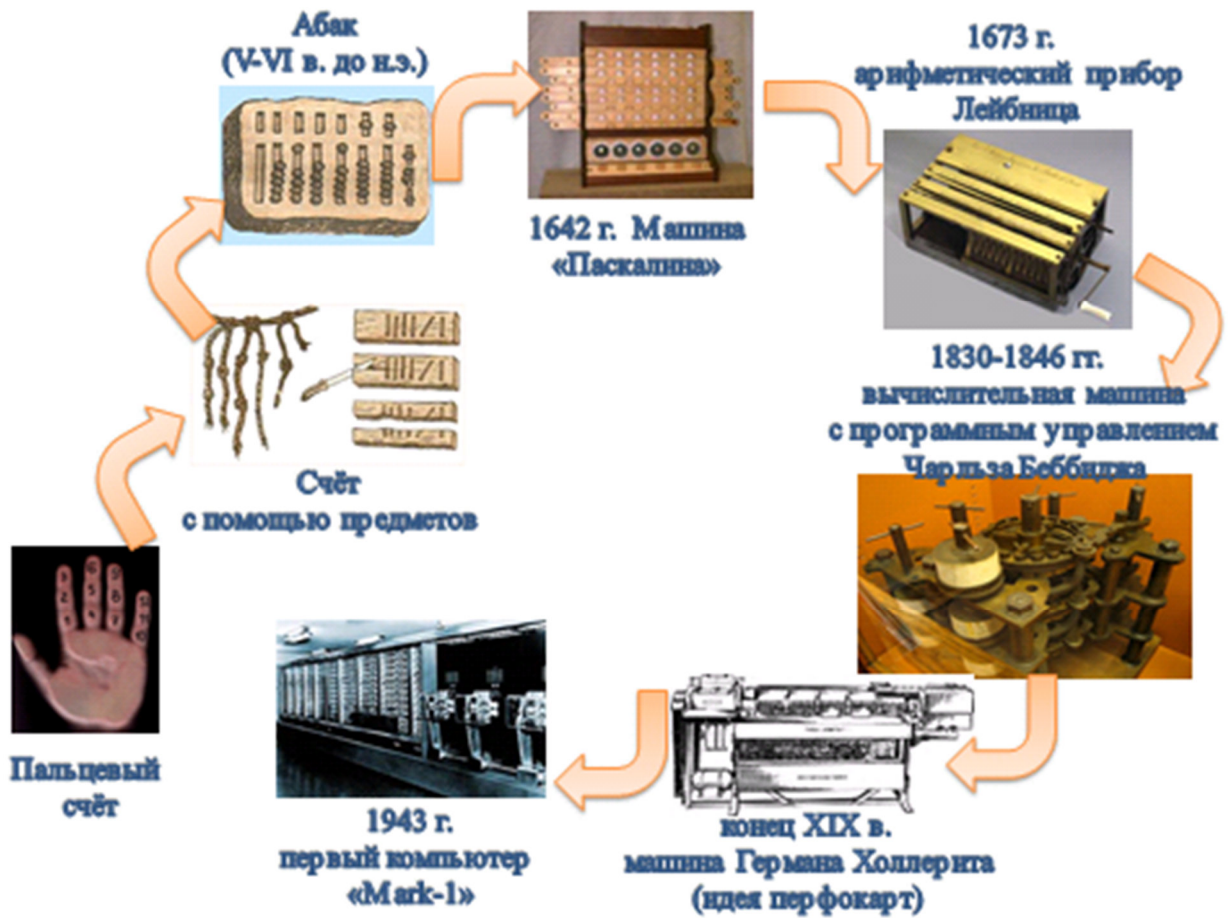 Абак
(V-VI в. до н.э.)
1642 г. Машина
«Паскалина»
1673 г.
арифметический прибор
Лейбница
1830-1846 гг.
вычислительная машина
с программным управлением
Чарльза Беббиджа
Счёт
с помощью предметов
Пальцевый
счёт
1943 г.
первый компьютер
«Mark-1»
конец XIX в.
машина Германа Холлерита
(идея перфокарт)